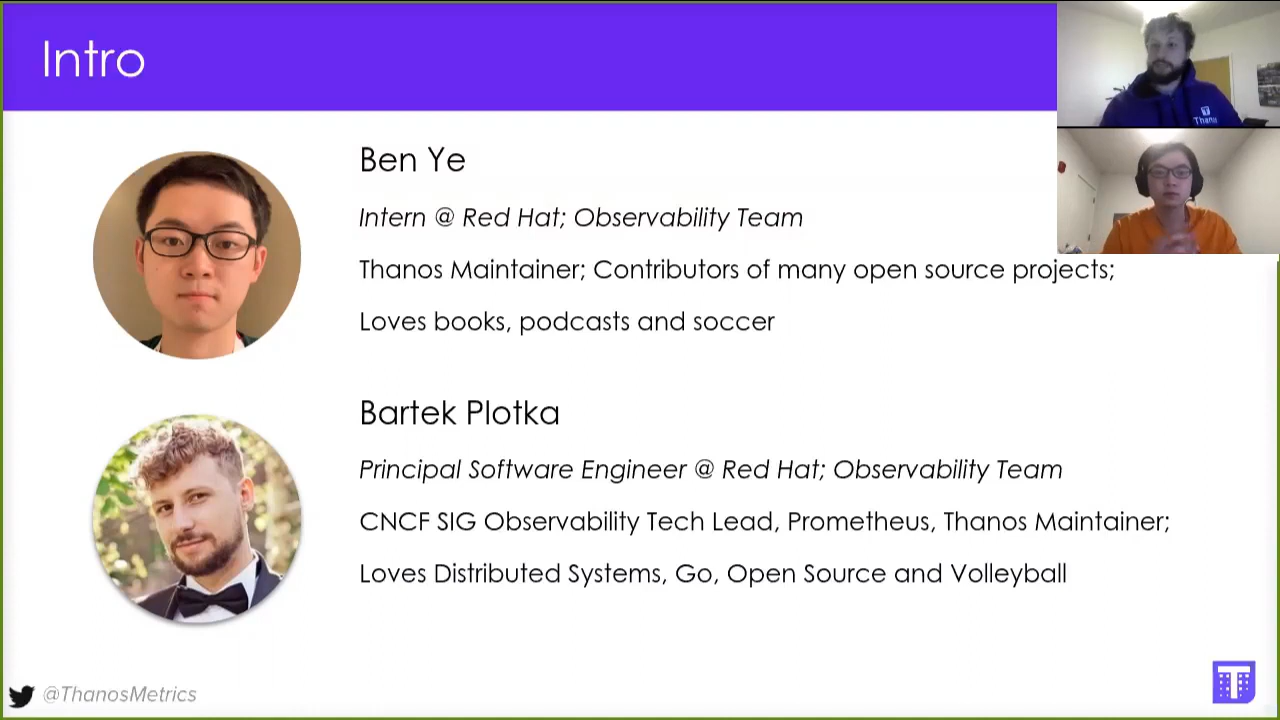 Intro
Ben Ye
Intern @ Red Hat; Observability Team
Thanos Maintainer; Contributors of many open source projects;
Loves books, podcasts and soccer
Bartek Plotka
Principal Software Engineer @ Red Hat; Observability Team
CNCF SIG Observability Tech Lead, Prometheus, Thanos Maintainer;
Loves Distributed Systems, Go, Open Source and Volleyball
@ThanosMetrics
T
Thanos